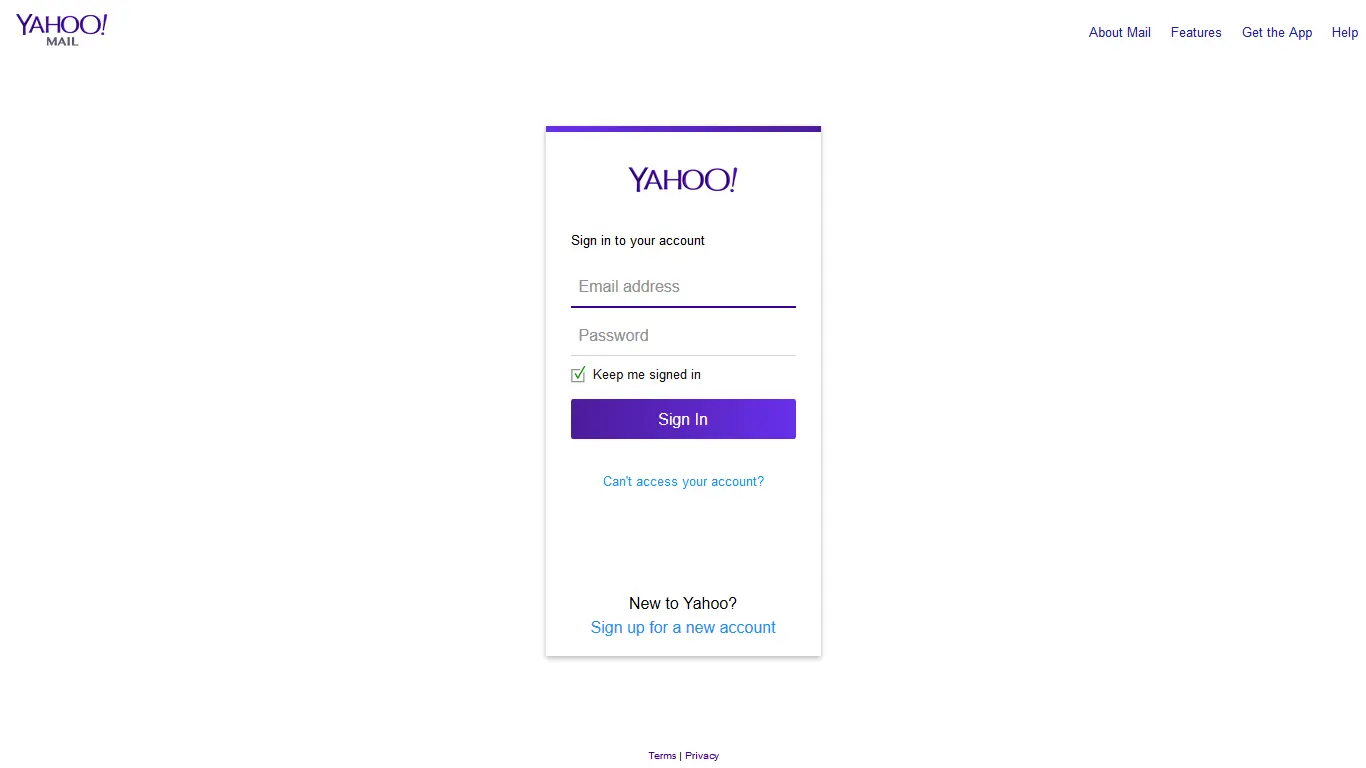 YAHOO!
MAIL
About Mail Features Get the App Help
YAHOO!
Sign in to your account
Email address
Password
Keep me signed in
Sign In
Can't access your account?
New to Yahoo?
Sign up for a new account
Terms | Privacy